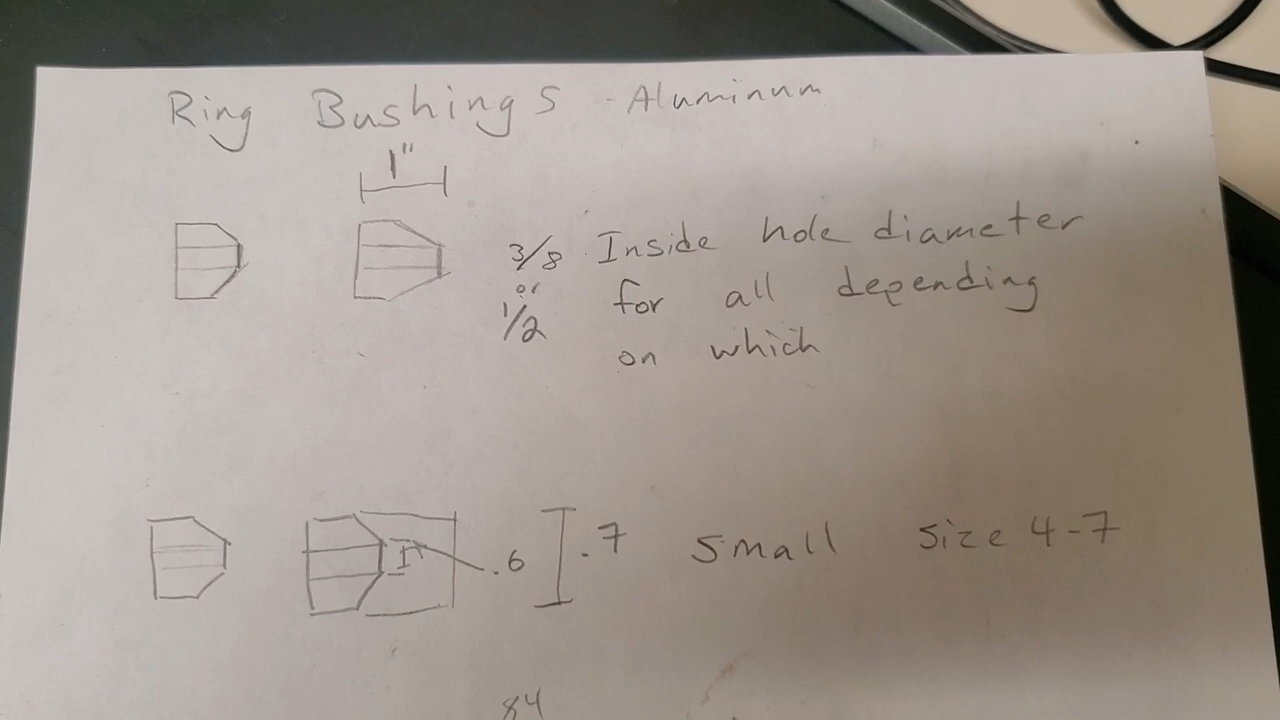 Ring Bushings - Aluminum
1"
3/8 Inside hole diameter
or for all depending
1/2 on which
.6 .7 small size 4-7
84